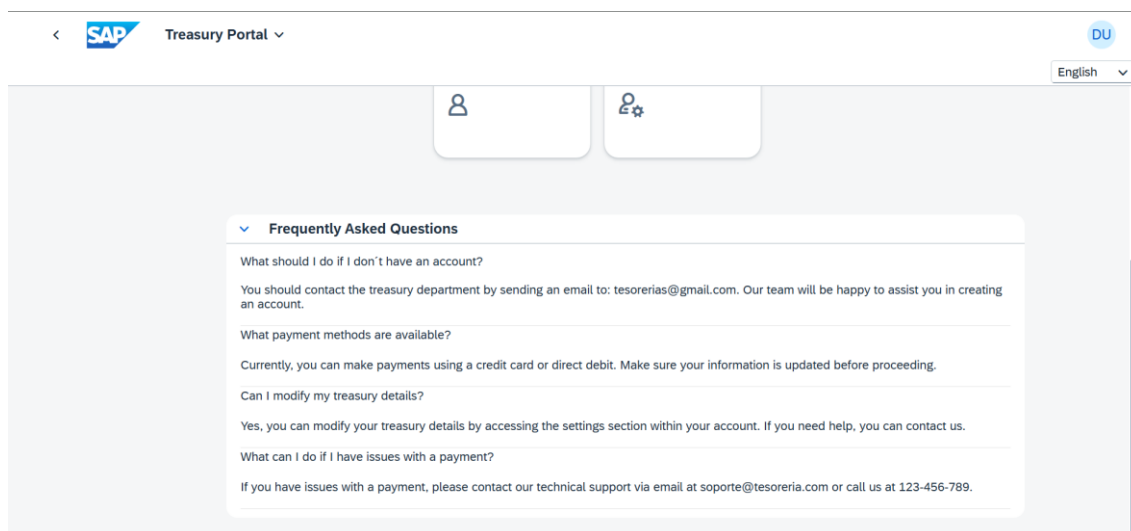 SAP Treasury Portal
DU
English
Frequently Asked Questions
What should I do if I don´t have an account?
You should contact the treasury department by sending an email to: tesorerias@gmail.com. Our team will be happy to assist you in creating
an account.
What payment methods are available?
Currently, you can make payments using a credit card or direct debit. Make sure your information is updated before proceeding.
Can I modify my treasury details?
Yes, you can modify your treasury details by accessing the settings section within your account. If you need help, you can contact us.
What can I do if I have issues with a payment?
If you have issues with a payment, please contact our technical support via email at soporte@tesoreria.com or call us at 123-456-789.